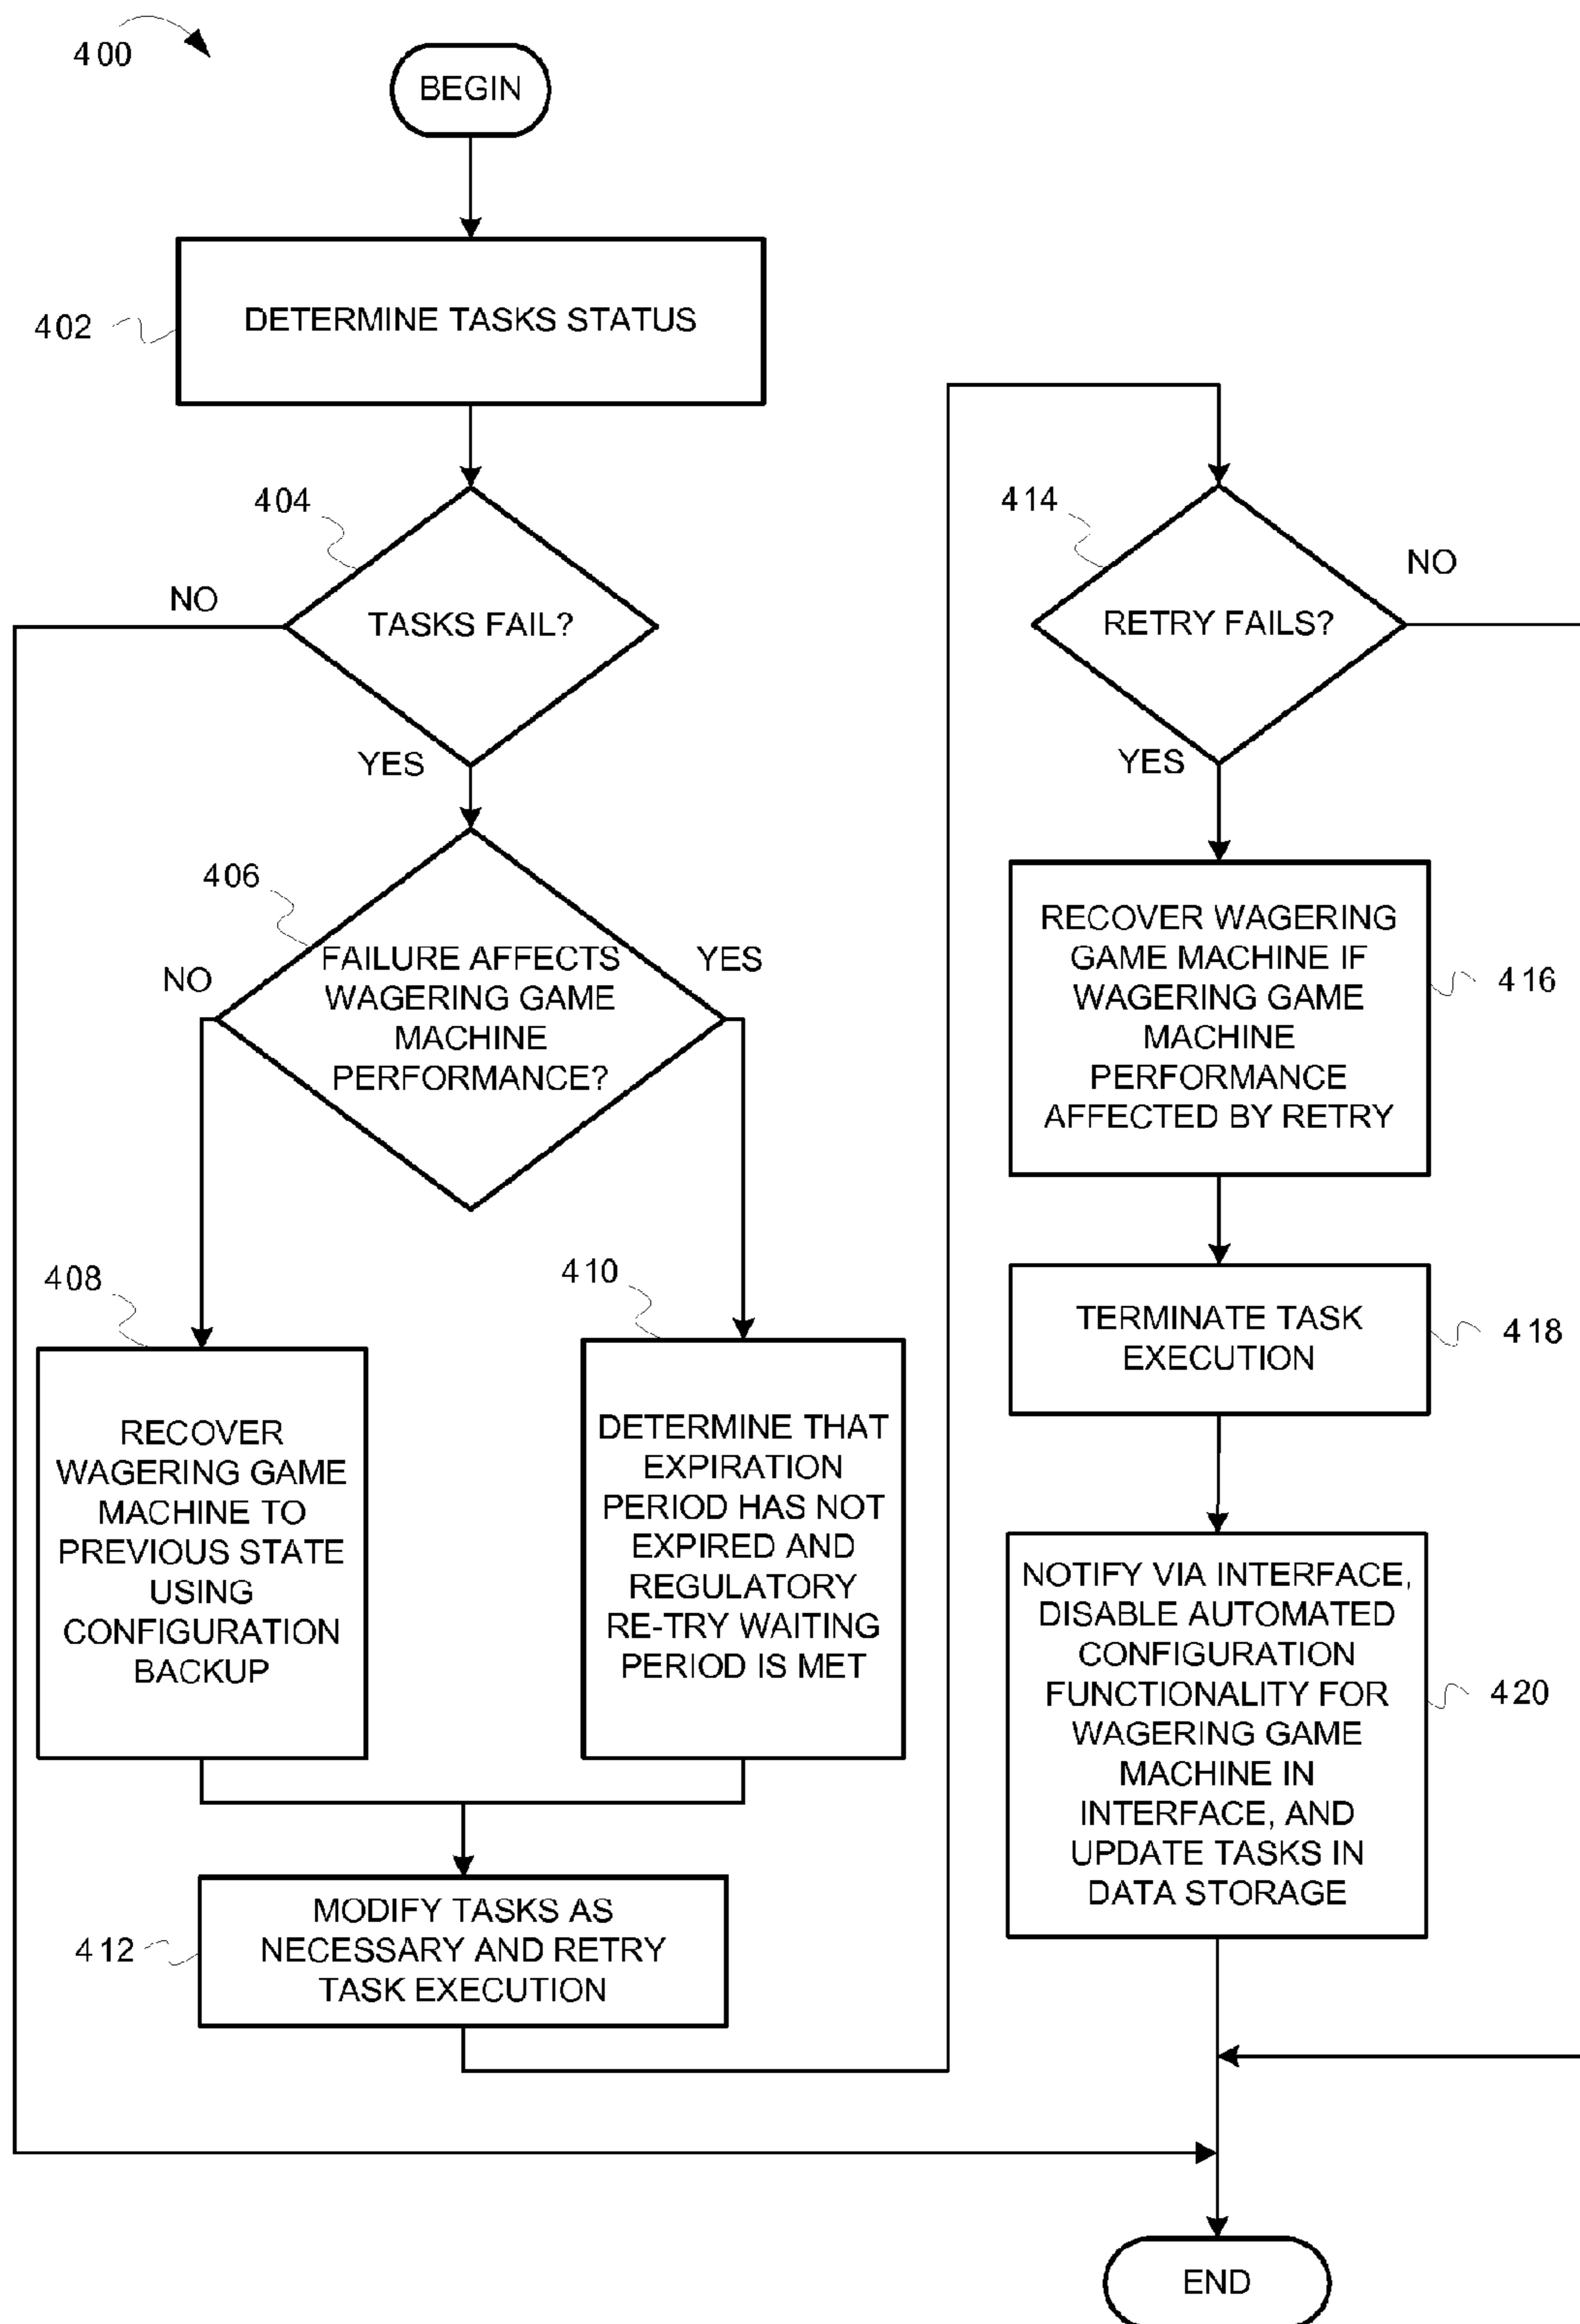 400
BEGIN
402
DETERMINE TASKS STATUS
404
NO
TASKS FAIL?
YES
406
NO
YES
FAILURE AFFECTS
WAGERING GAME
MACHINE
PERFORMANCE?
408
RECOVER
WAGERING GAME
MACHINE TO
PREVIOUS STATE
USING
CONFIGURATION
BACKUP
410
DETERMINE THAT
EXPIRATION
PERIOD HAS NOT
EXPIRED AND
REGULATORY
RE-TRY WAITING
PERIOD IS MET
412
MODIFY TASKS AS
NECESSARY AND RETRY
TASK EXECUTION
414
NO
RETRY FAILS?
YES
RECOVER WAGERING
GAME MACHINE IF
WAGERING GAME
MACHINE
PERFORMANCE
AFFECTED BY RETRY
416
TERMINATE TASK
EXECUTION
418
NOTIFY VIA INTERFACE,
DISABLE AUTOMATED
CONFIGURATION
FUNCTIONALITY FOR
WAGERING GAME
MACHINE IN
INTERFACE, AND
UPDATE TASKS IN
DATA STORAGE
420
END